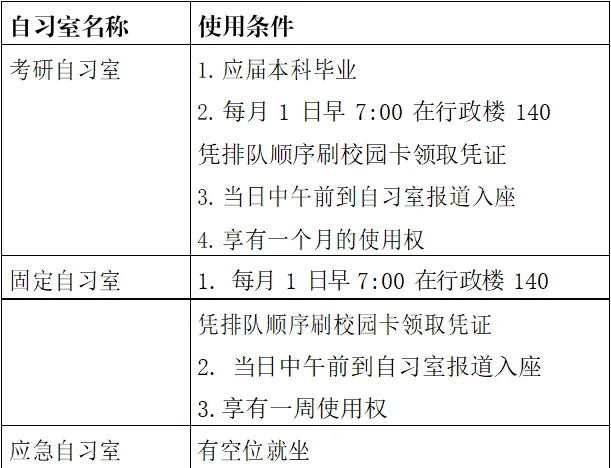 自习室名称 使用条件
考研自习室 1. 应届本科毕业
2. 每月 1 日早 7:00 在行政楼 140
凭排队顺序刷校园卡领取凭证
3. 当日中午前到自习室报道入座
4. 享有一个月的使用权
固定自习室 1. 每月 1 日早 7:00 在行政楼 140
凭排队顺序刷校园卡领取凭证
2. 当日中午前到自习室报道入座
3.享有一周使用权
应急自习室 有空位就坐